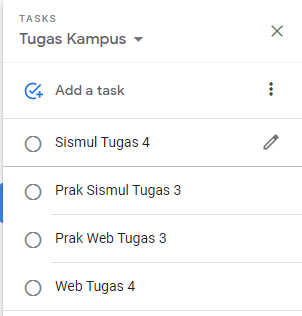 TASKS
Tugas Kampus
Add a task
Sismul Tugas 4
Prak Sismul Tugas 3
Prak Web Tugas 3
Web Tugas 4